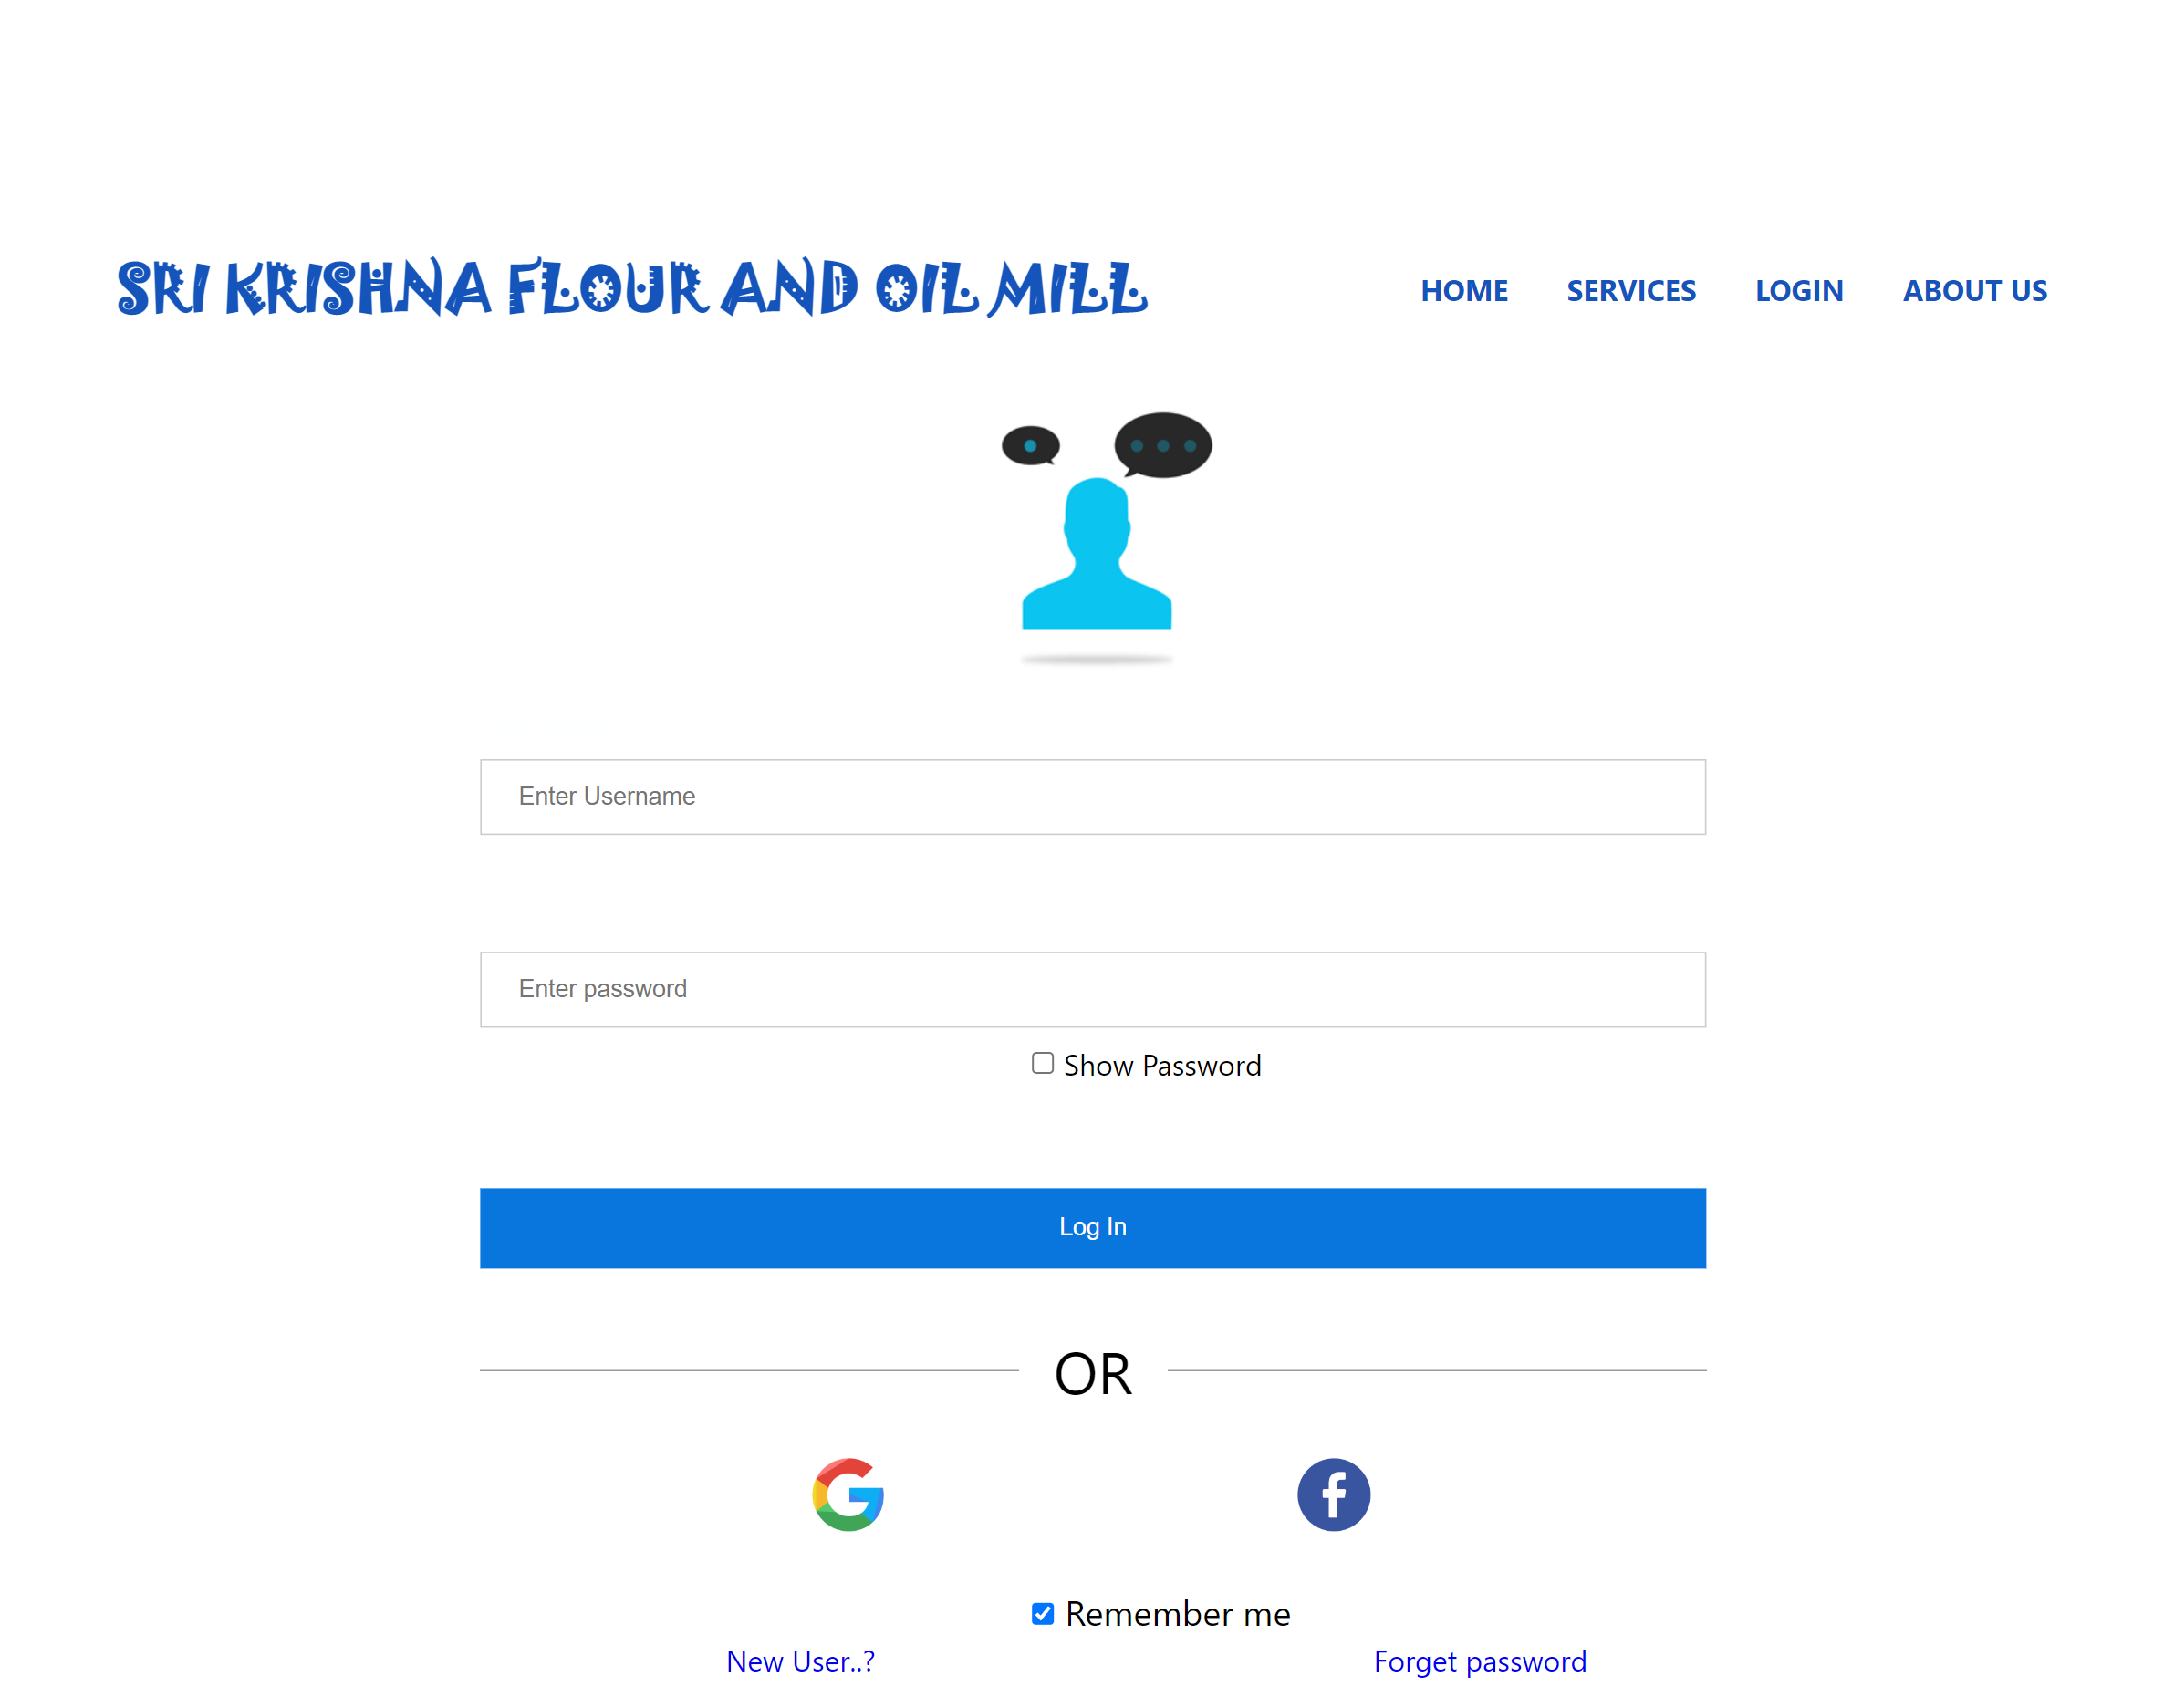 SRI KRISHNA FLOUR AND OIL MILL
HOME SERVICES LOGIN ABOUT US
Enter Username
Enter password
Show Password
Log In
OR
Remember me
New User..? Forget password